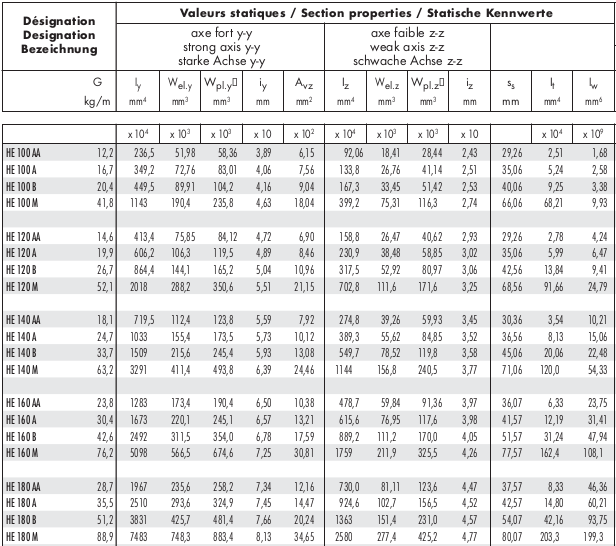 Désignation
Designation
Bezeichnung
Valeurs statiques / Section properties / Statische Kennwerte
axe fort y-y
strong axis y-y
starke Achse y-y
axe faible z-z
weak axis z-z
schwache Achse z-z
G Iy Wel.y Wpl.y▯ iy Avz Iz Wel.z Wpl.z▯ iz ss It Iw
kg/m mm4 mm3 mm3 mm mm2 mm4 mm3 mm3 mm mm mm4 mm6
x 10⁴ x 10³ x 10³ x 10 x 10² x 10⁴ x 10³ x 10³ x 10 x 10⁴ x 10⁹
HE 100 AA 12,2 236,5 51,98 58,36 3,89 6,15 92,06 18,41 28,44 2,43 29,26 2,51 1,68
HE 100 A 16,7 349,2 72,76 83,01 4,06 7,56 133,8 26,76 41,14 2,51 35,06 5,24 2,58
HE 100 B 20,4 449,5 89,91 104,2 4,16 9,04 167,3 33,45 51,42 2,53 40,06 9,25 3,38
HE 100 M 41,8 1143 190,4 235,8 4,63 18,04 399,2 75,31 116,3 2,74 66,06 68,21 9,93
HE 120 AA 14,6 413,4 75,85 84,12 4,72 6,90 158,8 26,47 40,62 2,93 29,26 2,78 4,24
HE 120 A 19,9 606,2 106,3 119,5 4,89 8,46 230,9 38,48 58,85 3,02 35,06 5,99 6,47
HE 120 B 26,7 864,4 144,1 165,2 5,04 10,96 317,5 52,92 80,97 3,06 42,56 13,84 9,41
HE 120 M 52,1 2018 288,2 350,6 5,51 21,15 702,8 111,6 171,6 3,25 68,56 91,66 24,79
HE 140 AA 18,1 719,5 112,4 123,8 5,59 7,92 274,8 39,26 59,93 3,45 30,36 3,54 10,21
HE 140 A 24,7 1033 155,4 173,5 5,73 10,12 389,3 55,62 84,85 3,52 36,56 8,13 15,06
HE 140 B 33,7 1509 215,6 245,4 5,93 13,08 549,7 78,52 119,8 3,58 45,06 20,06 22,48
HE 140 M 63,2 3291 411,4 493,8 6,39 24,46 1144 156,8 240,5 3,77 71,06 120,0 54,33
HE 160 AA 23,8 1283 173,4 190,4 6,50 10,38 478,7 59,84 91,36 3,97 36,07 6,33 23,75
HE 160 A 30,4 1673 220,1 245,1 6,57 13,21 615,6 76,95 117,6 3,98 41,57 12,19 31,41
HE 160 B 42,6 2492 311,5 354,0 6,78 17,59 889,2 111,2 170,0 4,05 51,57 31,24 47,94
HE 160 M 76,2 5098 566,5 674,6 7,25 30,81 1759 211,9 325,5 4,26 77,57 162,4 108,1
HE 180 AA 28,7 1967 235,6 258,2 7,34 12,16 730,0 81,11 123,6 4,47 37,57 8,33 46,36
HE 180 A 35,5 2510 293,6 324,9 7,45 14,47 924,6 102,7 156,5 4,52 42,57 14,80 60,21
HE 180 B 51,2 3831 425,7 481,4 7,66 20,24 1363 151,4 231,0 4,57 54,07 42,16 93,75
HE 180 M 88,9 7483 748,3 883,4 8,13 34,65 2580 277,4 425,2 4,77 80,07 203,3 199,3